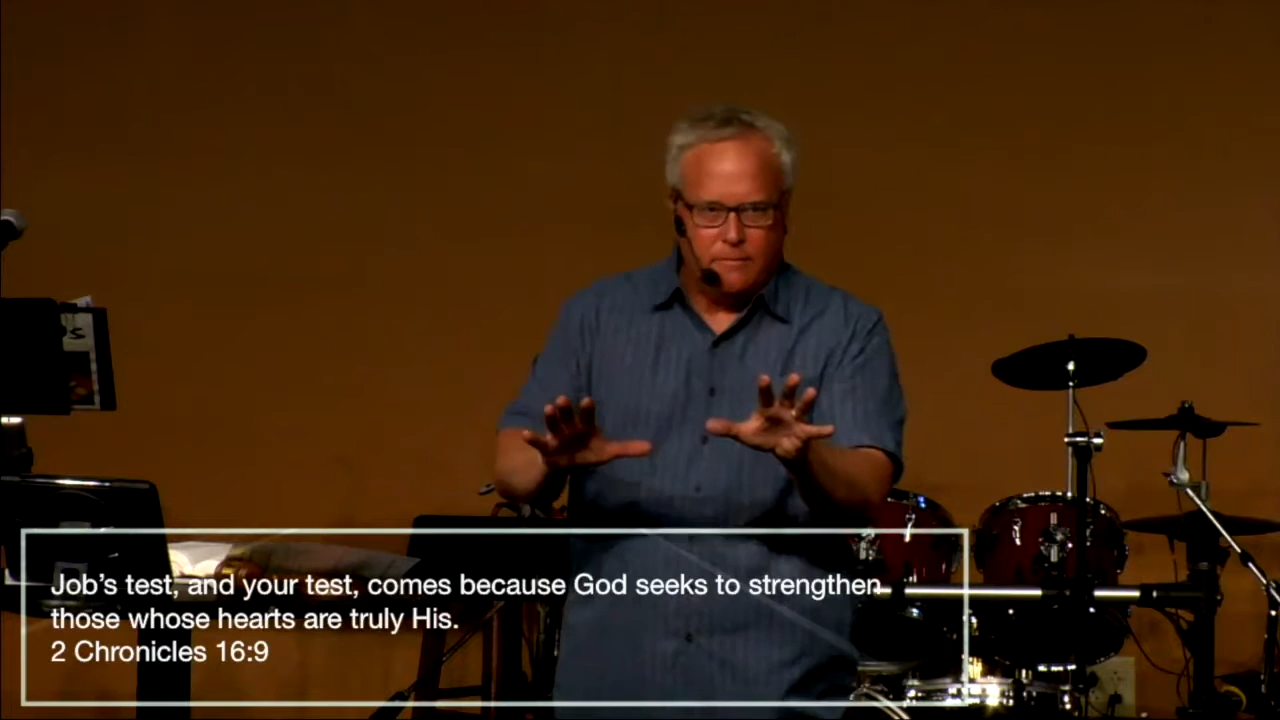 Job’s test, and your test, comes because God seeks to strengthen
those whose hearts are truly His.
2 Chronicles 16:9